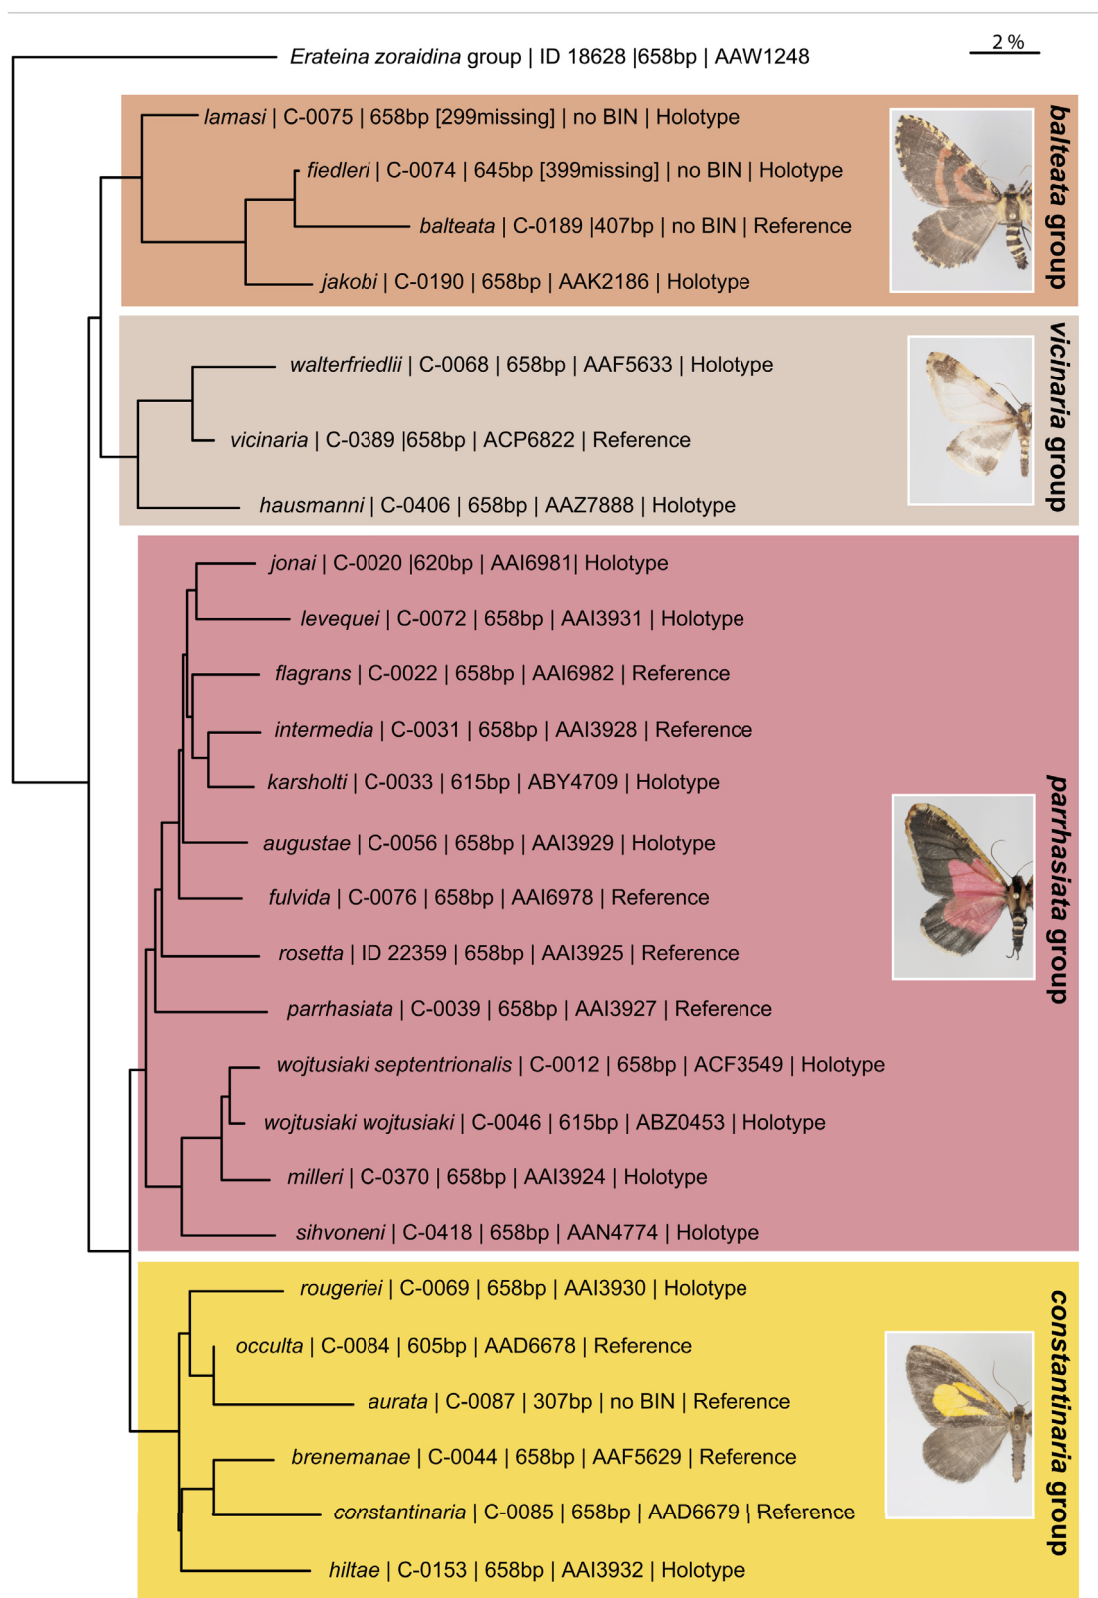 Erateina zoraidina group | ID 18628 |658bp | AAW1248
2 %
lamasi | C-0075 | 658bp [299missing] | no BIN | Holotype
fiedleri | C-0074 | 645bp [399missing] | no BIN | Holotype
balteata | C-0189 |407bp | no BIN | Reference
jakobi | C-0190 | 658bp | AAK2186 | Holotype
balteata group
walterfriedlii | C-0068 | 658bp | AAF5633 | Holotype
vicinaria | C-0389 |658bp | ACP6822 | Reference
hausmanni | C-0406 | 658bp | AAZ7888 | Holotype
vicinaria group
jonai | C-0020 |620bp | AAI6981| Holotype
levequei | C-0072 | 658bp | AAI3931 | Holotype
flagrans | C-0022 | 658bp | AAI6982 | Reference
intermedia | C-0031 | 658bp | AAI3928 | Reference
karsholti | C-0033 | 615bp | ABY4709 | Holotype
augustae | C-0056 | 658bp | AAI3929 | Holotype
fulvida | C-0076 | 658bp | AAI6978 | Reference
rosetta | ID 22359 | 658bp | AAI3925 | Reference
parrhasiata | C-0039 | 658bp | AAI3927 | Reference
wojtusiaki septentrionalis | C-0012 | 658bp | ACF3549 | Holotype
wojtusiaki wojtusiaki | C-0046 | 615bp | ABZ0453 | Holotype
milleri | C-0370 | 658bp | AAI3924 | Holotype
sihvoneni | C-0418 | 658bp | AAN4774 | Holotype
parrhasiata group
rougeriei | C-0069 | 658bp | AAI3930 | Holotype
occulta | C-0084 | 605bp | AAD6678 | Reference
aurata | C-0087 | 307bp | no BIN | Reference
brenemanae | C-0044 | 658bp | AAF5629 | Reference
constantinaria | C-0085 | 658bp | AAD6679 | Reference
hiltae | C-0153 | 658bp | AAI3932 | Holotype
constantinaria group